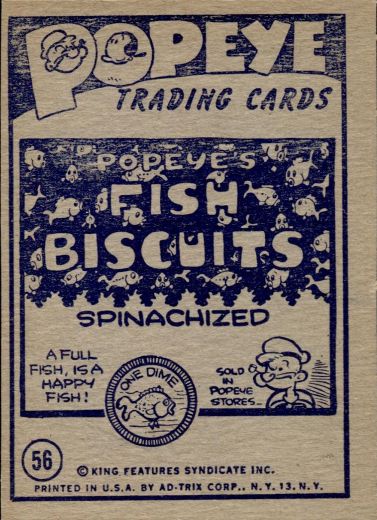 POPEYE
TRADING CARDS
POPEYE'S
FISH
BISCUITS
SPINACHIZED
A FULL
FISH, IS A
HAPPY
FISH!
ONE DIME
SOLD
IN
POPEYE
STORES..
56
© KING FEATURES SYNDICATE INC.
PRINTED IN U.S.A. BY AD-TRIX CORP., N.Y. 13, N.Y.